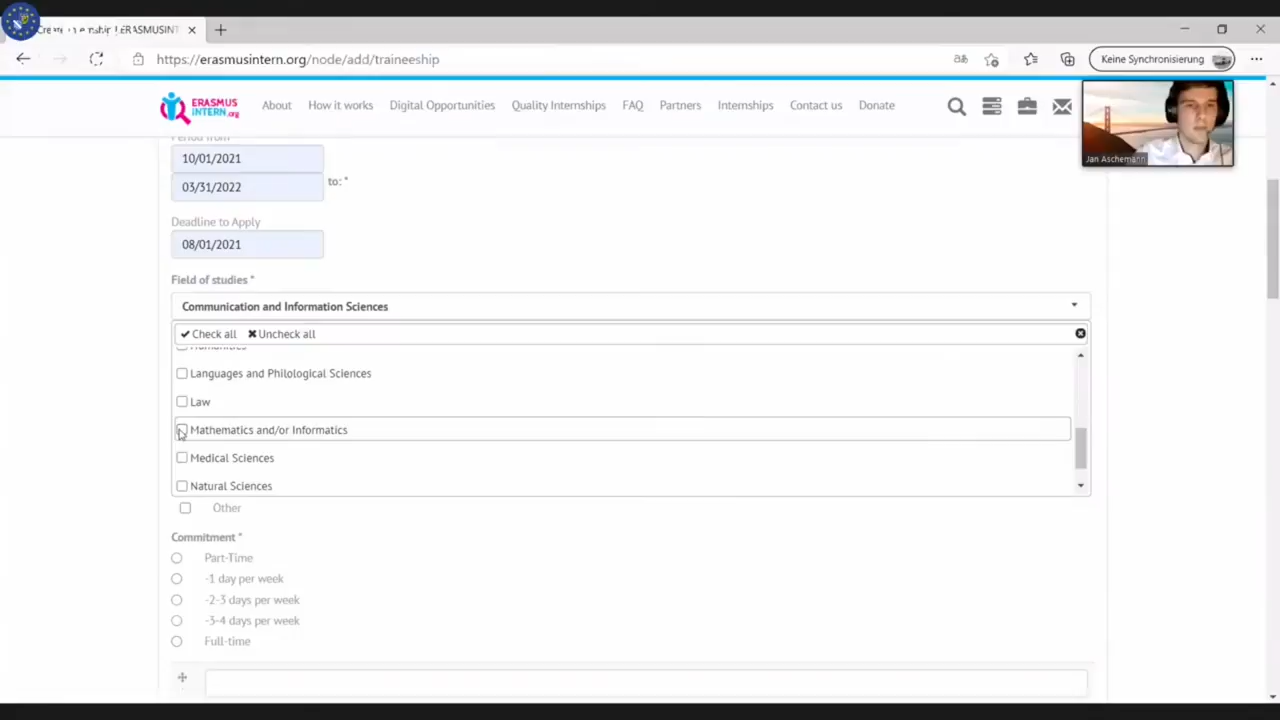 https://erasmusintern.org/node/add/traineeship
Keine Synchronisierung
ERASMUS
INTERN.org
About
How it works
Digital Opportunities
Quality Internships
FAQ
Partners
Internships
Contact us
Donate
Jan Aschemann
Period from
10/01/2021
03/31/2022
to: *
Deadline to Apply
08/01/2021
Field of studies *
Communication and Information Sciences
Check all
Uncheck all
Humanities
Languages and Philological Sciences
Law
Mathematics and/or Informatics
Medical Sciences
Natural Sciences
Other
Commitment *
Part-Time
-1 day per week
-2-3 days per week
-3-4 days per week
Full-time